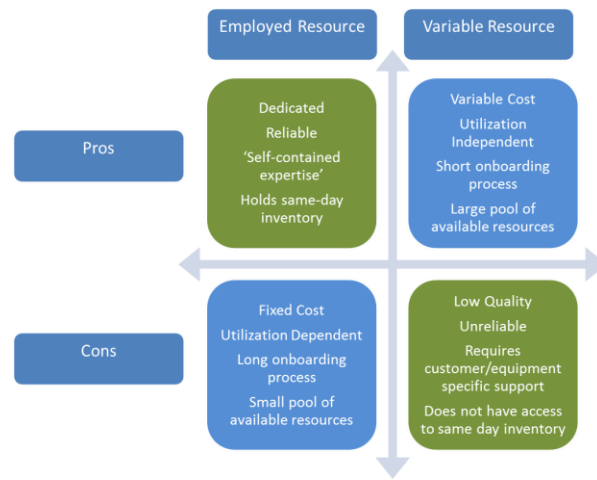 Employed Resource
Variable Resource
Pros
Dedicated
Reliable
‘Self-contained
expertise’
Holds same-day
inventory
Variable Cost
Utilization
Independent
Short onboarding
process
Large pool of
available resources
Cons
Fixed Cost
Utilization Dependent
Long onboarding
process
Small pool of
available resources
Low Quality
Unreliable
Requires
customer/equipment
specific support
Does not have access
to same day inventory